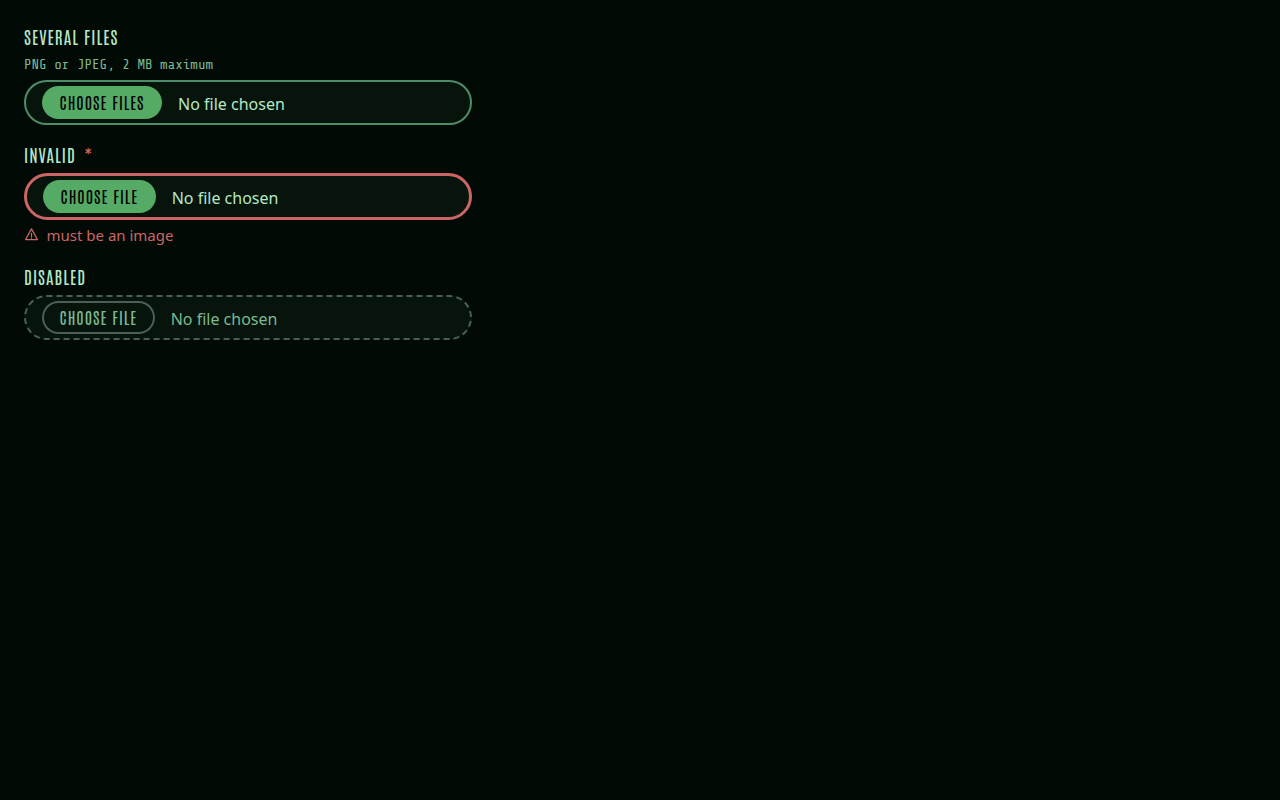 SEVERAL FILES
PNG or JPEG, 2 MB maximum
CHOOSE FILES No file chosen
INVALID *
CHOOSE FILE No file chosen
⚠ must be an image
DISABLED
CHOOSE FILE No file chosen